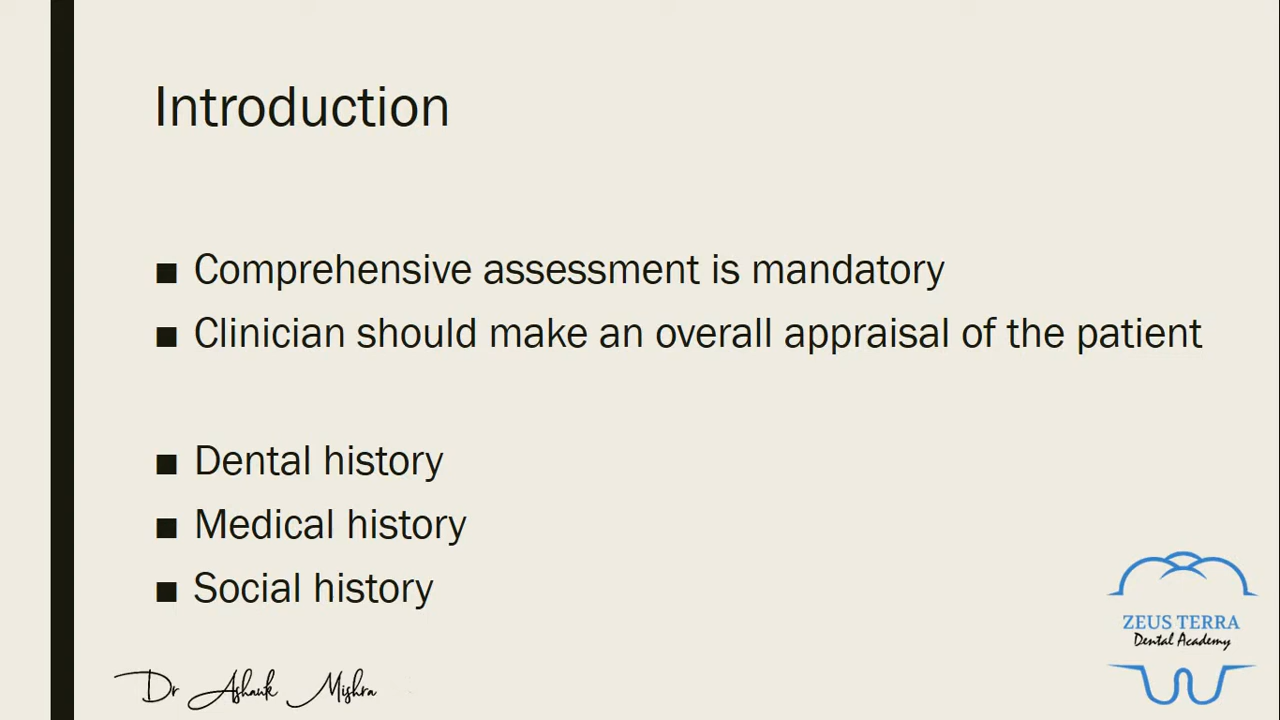 Introduction
■ Comprehensive assessment is mandatory
■ Clinician should make an overall appraisal of the patient
■ Dental history
■ Medical history
■ Social history
Dr Ashank Mishra
ZEUS TERRA
Dental Academy